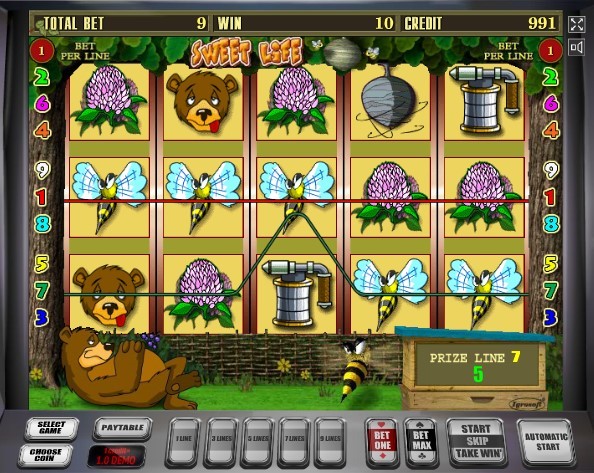 TOTAL BET 9 WIN 10 CREDIT 991
1 BET PER LINE SWEET LIFE BET PER LINE 1
2 2
6 6
4 4
9 9
1 1
8 8
5 5
7 7
3 3
PRIZE LINE 7
5
Igrosoft
SELECT GAME PAYTABLE 1 LINE 3 LINES 5 LINES 7 LINES 9 LINES BET ONE BET MAX START SKIP TAKE WIN AUTOMATIC START
CHOOSE COIN 1.0 DEMO